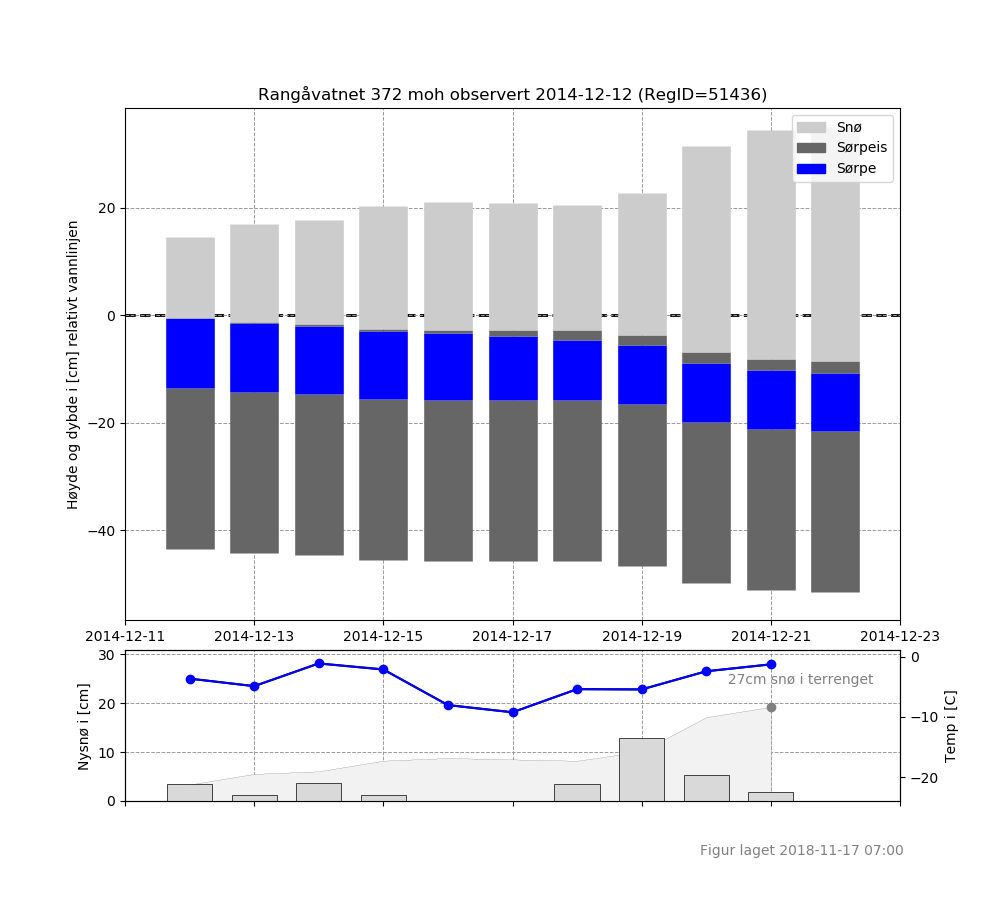 Rangåvatnet 372 moh observert 2014-12-12 (RegID=51436)
Snø
Sørpeis
Sørpe
Høyde og dybde i [cm] relativt vannlinjen
20
0
−20
−40
2014-12-11 2014-12-13 2014-12-15 2014-12-17 2014-12-19 2014-12-21 2014-12-23
Nysnø i [cm]
30
20
10
0
27cm snø i terrenget
0
−10
−20
Temp i [C]
Figur laget 2018-11-17 07:00